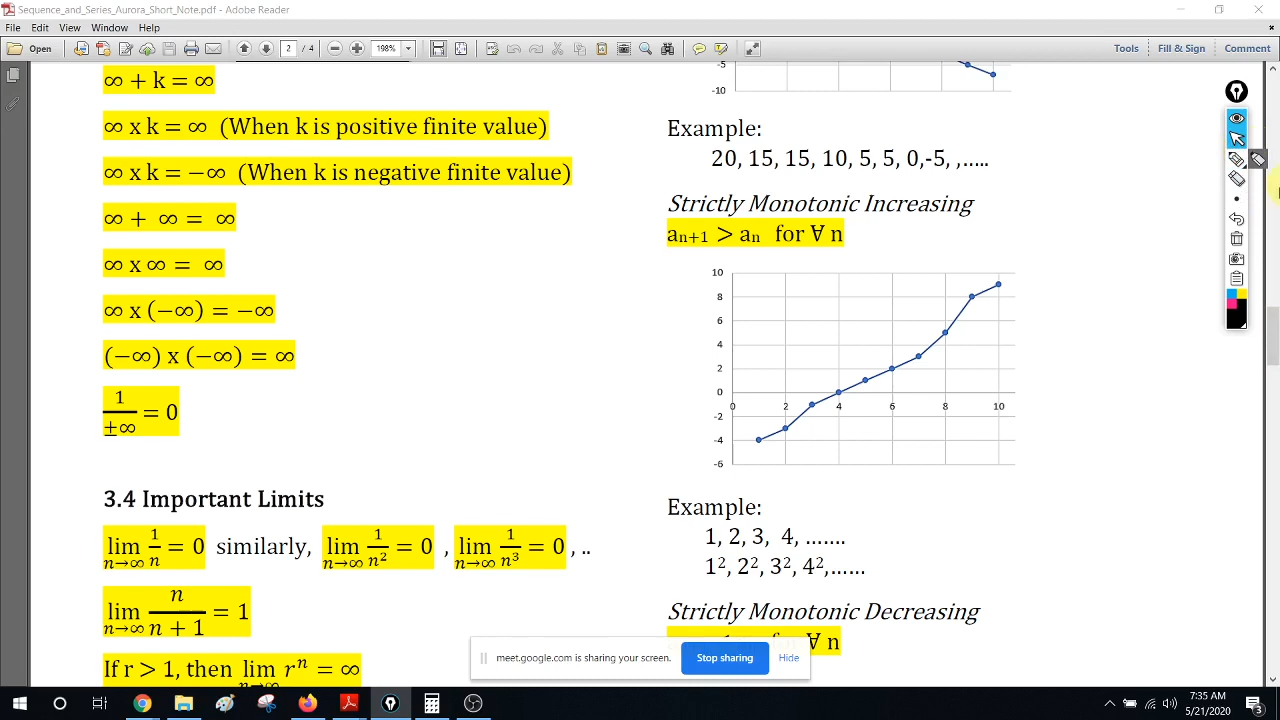 Sequence_and_Series_Aurora_Short_Note.pdf - Adobe Reader
File Edit View Window Help
Open 2 / 4 198% Tools Fill & Sign Comment
∞ + k = ∞
∞ x k = ∞ (When k is positive finite value)
∞ x k = −∞ (When k is negative finite value)
∞ + ∞ = ∞
∞ x ∞ = ∞
∞ x (−∞) = −∞
(−∞) x (−∞) = ∞
1/±∞ = 0
3.4 Important Limits
lim n→∞ 1/n = 0 similarly, lim n→∞ 1/n² = 0 , lim n→∞ 1/n³ = 0 , ..
lim n→∞ n/n + 1 = 1
If r > 1, then lim n→∞ rⁿ = ∞
-5
-10
Example:
20, 15, 15, 10, 5, 5, 0,-5, ,.....
Strictly Monotonic Increasing
aₙ₊₁ > aₙ for ∀ n
10
8
6
4
2
0
0 2 4 6 8 10
-2
-4
-6
Example:
1, 2, 3, 4, .......
1², 2², 3², 4²,......
Strictly Monotonic Decreasing
for ∀ n
meet.google.com is sharing your screen. Stop sharing Hide
7:35 AM
5/21/2020
3